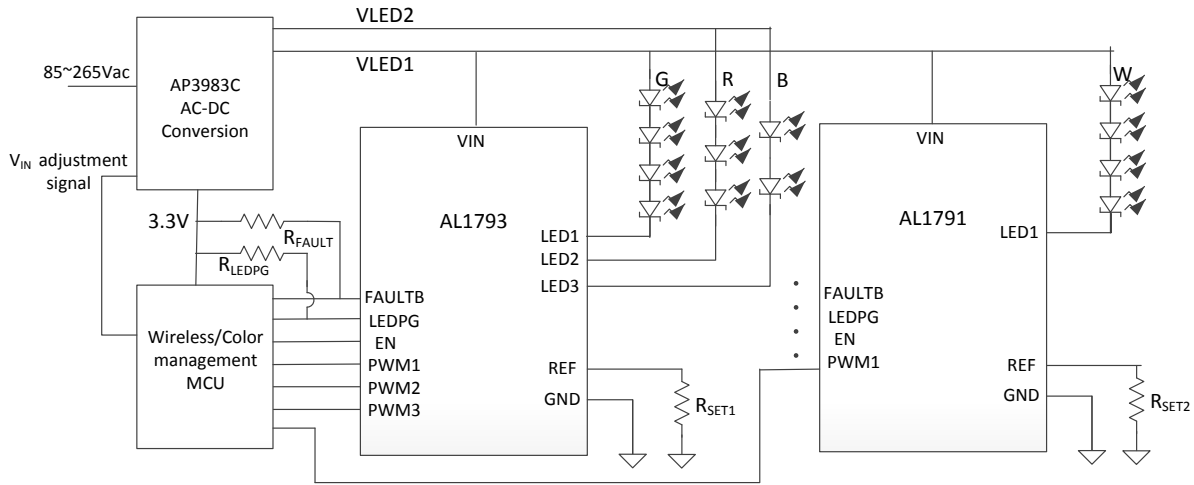 VLED2
VLED1
85~265Vac
AP3983C
AC-DC
Conversion
G
R
B
W
VIN
VIN
VIN adjustment
signal
3.3V
RFAULT
RLEDPG
AL1793
AL1791
LED1
LED2
LED3
LED1
FAULTB
LEDPG
EN
PWM1
PWM2
PWM3
REF
GND
Wireless/Color
management
MCU
FAULTB
LEDPG
EN
PWM1
REF
GND
RSET1
RSET2